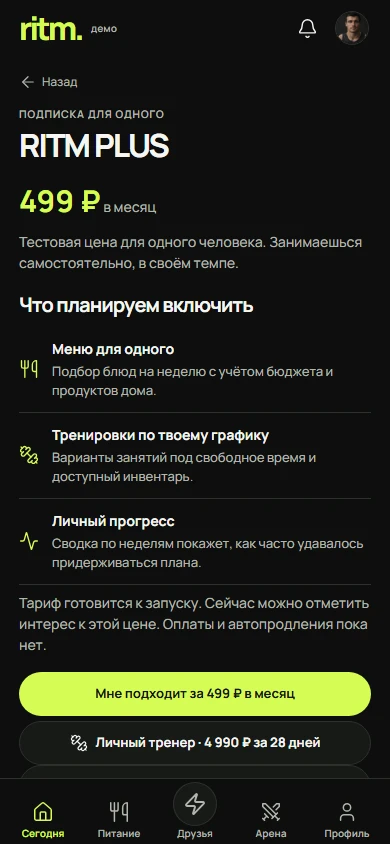 ritm. демо
Назад
ПОДПИСКА ДЛЯ ОДНОГО
RITM PLUS
499 ₽ в месяц
Тестовая цена для одного человека. Занимаешься
самостоятельно, в своём темпе.
Что планируем включить
Меню для одного
Подбор блюд на неделю с учётом бюджета и
продуктов дома.
Тренировки по твоему графику
Варианты занятий под свободное время и
доступный инвентарь.
Личный прогресс
Сводка по неделям покажет, как часто удавалось
придерживаться плана.
Тариф готовится к запуску. Сейчас можно отметить
интерес к этой цене. Оплаты и автопродления пока
нет.
Мне подходит за 499 ₽ в месяц
Личный тренер · 4 990 ₽ за 28 дней
Сегодня Питание Друзья Арена Профиль